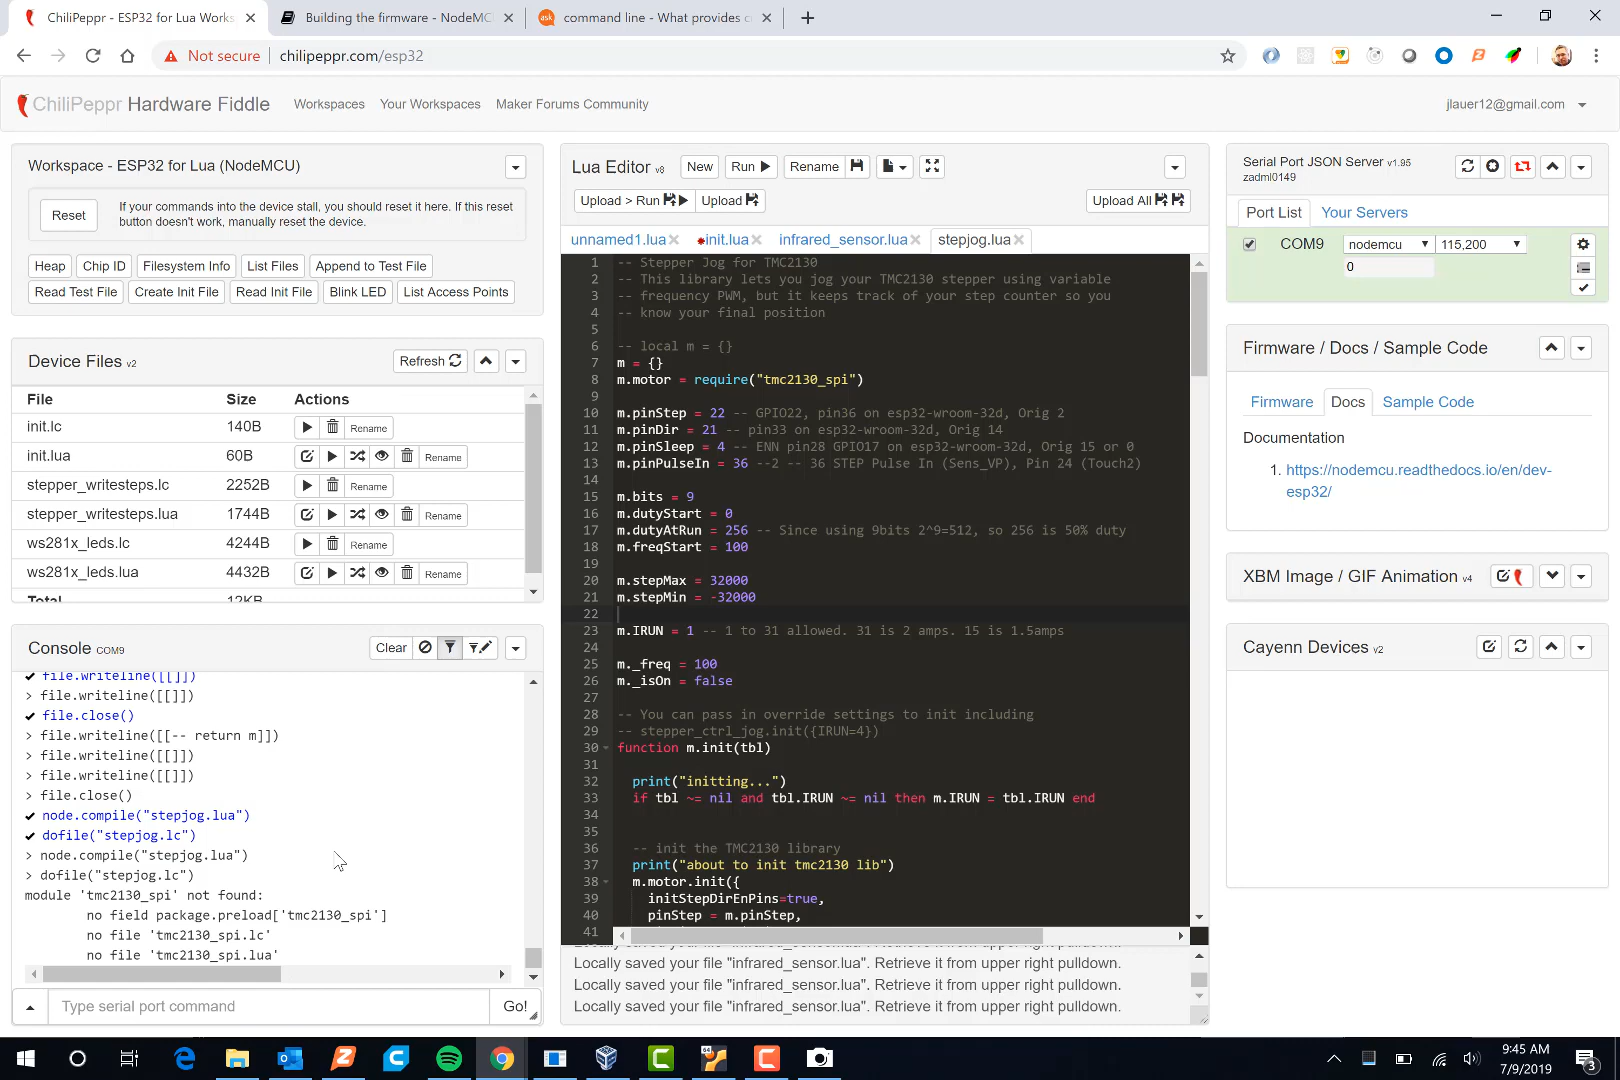 ChiliPeppr - ESP32 for Lua Works
Building the firmware - NodeMC
command line - What provides c
Not secure
chilipeppr.com/esp32
ChiliPeppr Hardware Fiddle
Workspaces
Your Workspaces
Maker Forums Community
jlauer12@gmail.com
Workspace - ESP32 for Lua (NodeMCU)
Reset
If your commands into the device stall, you should reset it here. If this reset
button doesn't work, manually reset the device.
Heap
Chip ID
Filesystem Info
List Files
Append to Test File
Read Test File
Create Init File
Read Init File
Blink LED
List Access Points
Device Files v2
Refresh
File Size Actions
init.lc 140B Rename
init.lua 60B Rename
stepper_writesteps.lc 2252B Rename
stepper_writesteps.lua 1744B Rename
ws281x_leds.lc 4244B Rename
ws281x_leds.lua 4432B Rename
Total 12KB
Console COM9
Clear
file.writeline([[]])
> file.writeline([[]])
file.close()
> file.writeline([[-- return m]])
> file.writeline([[]])
> file.writeline([[]])
> file.close()
node.compile("stepjog.lua")
dofile("stepjog.lc")
> node.compile("stepjog.lua")
> dofile("stepjog.lc")
module 'tmc2130_spi' not found:
no field package.preload['tmc2130_spi']
no file 'tmc2130_spi.lc'
no file 'tmc2130_spi.lua'
Type serial port command
Go!
Lua Editor v8
New
Run
Rename
Upload > Run
Upload
Upload All
unnamed1.lua
init.lua
infrared_sensor.lua
stepjog.lua
1 -- Stepper Jog for TMC2130
2 -- This library lets you jog your TMC2130 stepper using variable
3 -- frequency PWM, but it keeps track of your step counter so you
4 -- know your final position
5
6 -- local m = {}
7 m = {}
8 m.motor = require("tmc2130_spi")
9
10 m.pinStep = 22 -- GPIO22, pin36 on esp32-wroom-32d, Orig 2
11 m.pinDir = 21 -- pin33 on esp32-wroom-32d, Orig 14
12 m.pinSleep = 4 -- ENN pin28 GPIO17 on esp32-wroom-32d, Orig 15 or 0
13 m.pinPulseIn = 36 --2 -- 36 STEP Pulse In (Sens_VP), Pin 24 (Touch2)
14
15 m.bits = 9
16 m.dutyStart = 0
17 m.dutyAtRun = 256 -- Since using 9bits 2^9=512, so 256 is 50% duty
18 m.freqStart = 100
19
20 m.stepMax = 32000
21 m.stepMin = -32000
22
23 m.IRUN = 1 -- 1 to 31 allowed. 31 is 2 amps. 15 is 1.5amps
24
25 m._freq = 100
26 m._isOn = false
27
28 -- You can pass in override settings to init including
29 -- stepper_ctrl_jog.init({IRUN=4})
30 function m.init(tbl)
31
32 print("initting...")
33 if tbl ~= nil and tbl.IRUN ~= nil then m.IRUN = tbl.IRUN end
34
35
36 -- init the TMC2130 library
37 print("about to init tmc2130 lib")
38 m.motor.init({
39 initStepDirEnPins=true,
40 pinStep = m.pinStep,
41
Locally saved your file "infrared_sensor.lua". Retrieve it from upper right pulldown.
Locally saved your file "infrared_sensor.lua". Retrieve it from upper right pulldown.
Locally saved your file "infrared_sensor.lua". Retrieve it from upper right pulldown.
Serial Port JSON Server v1.95
zadml0149
Port List
Your Servers
COM9 nodemcu 115,200
0
Firmware / Docs / Sample Code
Firmware
Docs
Sample Code
Documentation
1. https://nodemcu.readthedocs.io/en/dev-
esp32/
XBM Image / GIF Animation v4
Cayenn Devices v2
9:45 AM
7/9/2019
3